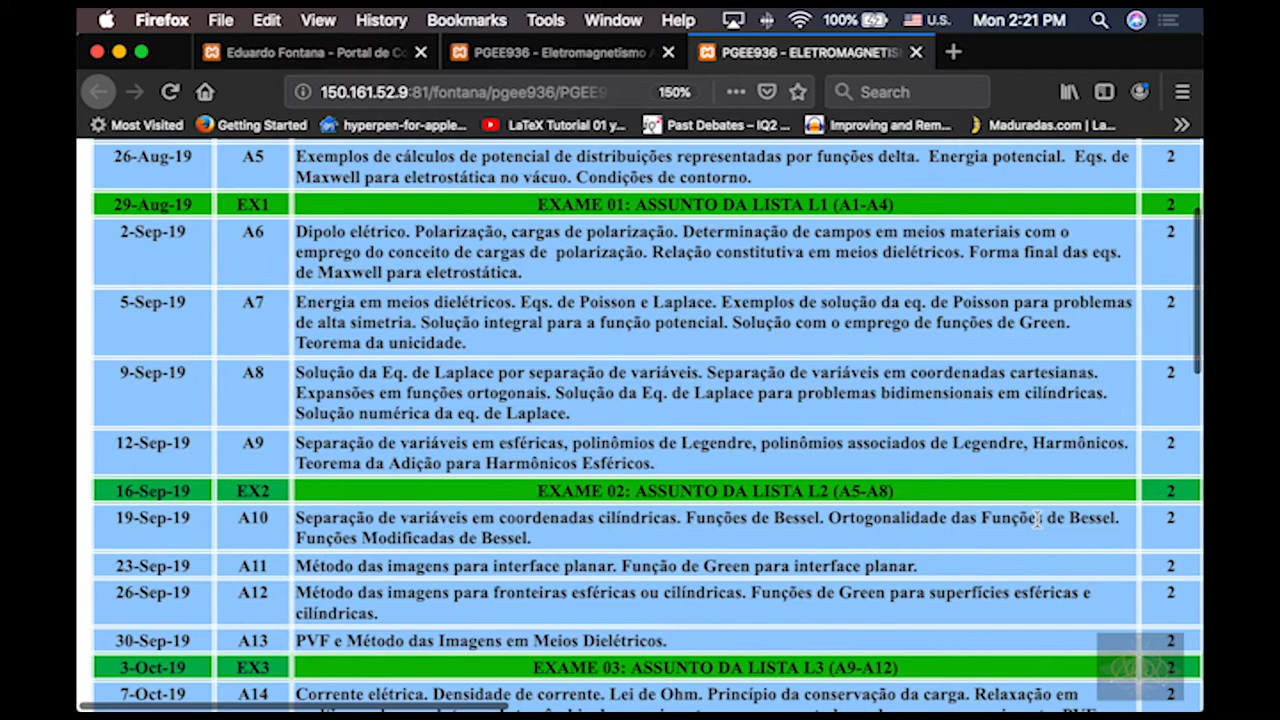 Firefox File Edit View History Bookmarks Tools Window Help 100% U.S. Mon 2:21 PM
Eduardo Fontana - Portal de Co PGEE936 - Eletromagnetismo A PGEE936 - ELETROMAGNETIS
150.161.52.9:81/fontana/pgee936/PGEE9 150% Search
Most Visited Getting Started hyperpen-for-apple... LaTeX Tutorial 01 y... Past Debates – IQ2 ... Improving and Rem... Maduradas.com | La...
26-Aug-19 A5 Exemplos de cálculos de potencial de distribuições representadas por funções delta. Energia potencial. Eqs. de 2
Maxwell para eletrostática no vácuo. Condições de contorno.
29-Aug-19 EX1 EXAME 01: ASSUNTO DA LISTA L1 (A1-A4) 2
2-Sep-19 A6 Dipolo elétrico. Polarização, cargas de polarização. Determinação de campos em meios materiais com o 2
emprego do conceito de cargas de polarização. Relação constitutiva em meios dielétricos. Forma final das eqs.
de Maxwell para eletrostática.
5-Sep-19 A7 Energia em meios dielétricos. Eqs. de Poisson e Laplace. Exemplos de solução da eq. de Poisson para problemas 2
de alta simetria. Solução integral para a função potencial. Solução com o emprego de funções de Green.
Teorema da unicidade.
9-Sep-19 A8 Solução da Eq. de Laplace por separação de variáveis. Separação de variáveis em coordenadas cartesianas. 2
Expansões em funções ortogonais. Solução da Eq. de Laplace para problemas bidimensionais em cilíndricas.
Solução numérica da eq. de Laplace.
12-Sep-19 A9 Separação de variáveis em esféricas, polinômios de Legendre, polinômios associados de Legendre, Harmônicos. 2
Teorema da Adição para Harmônicos Esféricos.
16-Sep-19 EX2 EXAME 02: ASSUNTO DA LISTA L2 (A5-A8) 2
19-Sep-19 A10 Separação de variáveis em coordenadas cilíndricas. Funções de Bessel. Ortogonalidade das Funções de Bessel. 2
Funções Modificadas de Bessel.
23-Sep-19 A11 Método das imagens para interface planar. Função de Green para interface planar. 2
26-Sep-19 A12 Método das imagens para fronteiras esféricas ou cilíndricas. Funções de Green para superfícies esféricas e 2
cilíndricas.
30-Sep-19 A13 PVF e Método das Imagens em Meios Dielétricos. 2
3-Oct-19 EX3 EXAME 03: ASSUNTO DA LISTA L3 (A9-A12) 2
7-Oct-19 A14 Corrente elétrica. Densidade de corrente. Lei de Ohm. Princípio da conservação da carga. Relaxação em 2